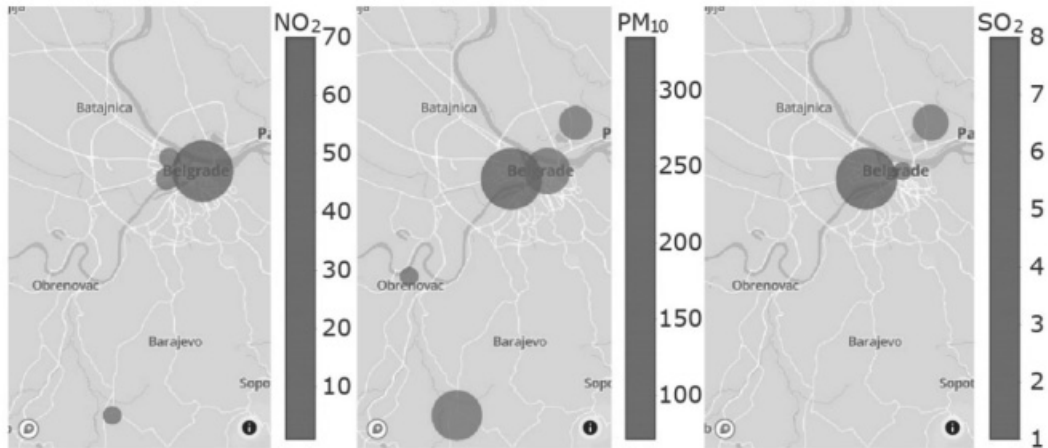 NO₂
70
60
50
40
30
20
10
Batajnica
Belgrade
Obrenovac
Barajevo
Sopot
Pa
PM₁₀
300
250
200
150
100
Batajnica
Belgrade
Obrenovac
Barajevo
Sopo
P
SO₂
8
7
6
5
4
3
2
1
Batajnica
Belgrade
Obrenovac
Barajevo
Sopot
Pa